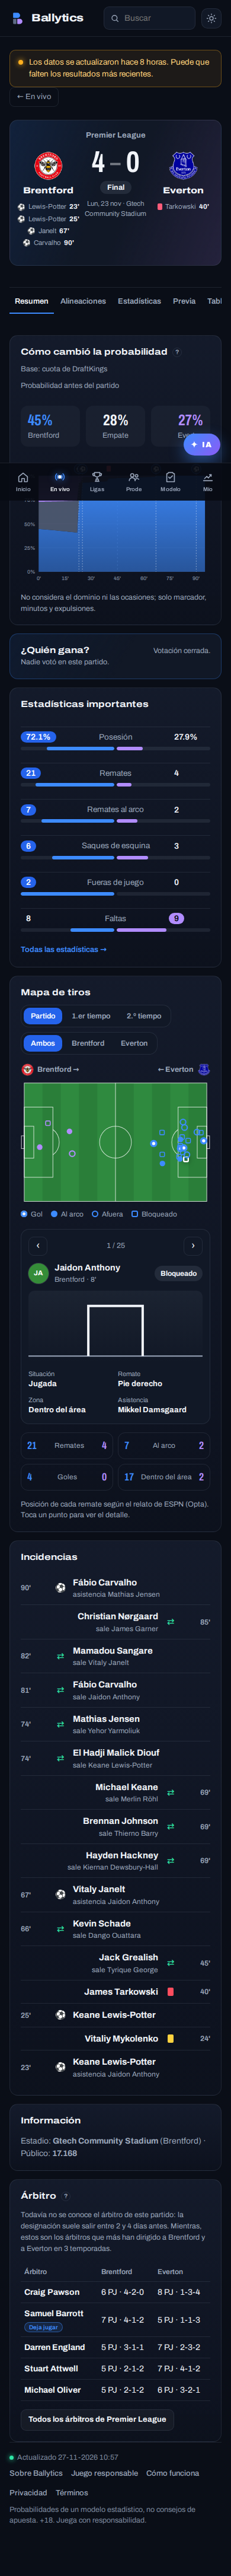 Ballytics
Buscar
Los datos se actualizaron hace 8 horas. Puede que
falten los resultados más recientes.
← En vivo
Premier League
Brentford
4 – 0
Everton
Final
Lun, 23 nov · Gtech
Community Stadium
Lewis-Potter 23'
Lewis-Potter 25'
Janelt 67'
Carvalho 90'
Tarkowski 40'
Resumen Alineaciones Estadísticas Previa Tabl
Cómo cambió la probabilidad ?
Base: cuota de DraftKings
Probabilidad antes del partido
45% 28% 27%
Brentford Empate
IA
Inicio En vivo Ligas Prode Modelo Mío
50%
25%
0%
0' 15' 30' 45' 60' 75' 90'
No considera el dominio ni las ocasiones; solo marcador,
minutos y expulsiones.
¿Quién gana? Votación cerrada.
Nadie votó en este partido.
Estadísticas importantes
72.1% Posesión 27.9%
21 Remates 4
7 Remates al arco 2
6 Saques de esquina 3
2 Fueras de juego 0
8 Faltas 9
Todas las estadísticas →
Mapa de tiros
Partido 1.er tiempo 2.º tiempo
Ambos Brentford Everton
Brentford → ← Everton
Gol Al arco Afuera Bloqueado
‹ 1 / 25 ›
JA Jaidon Anthony
Brentford · 8'
Bloqueado
Situación Remate
Jugada Pie derecho
Zona Asistencia
Dentro del área Mikkel Damsgaard
21 Remates 4 7 Al arco 2
4 Goles 0 17 Dentro del área 2
Posición de cada remate según el relato de ESPN (Opta).
Toca un punto para ver el detalle.
Incidencias
90' Fábio Carvalho
asistencia Mathias Jensen
Christian Nørgaard 85'
sale James Garner
82' Mamadou Sangare
sale Vitaly Janelt
81' Fábio Carvalho
sale Jaidon Anthony
74' Mathias Jensen
sale Yehor Yarmoliuk
74' El Hadji Malick Diouf
sale Keane Lewis-Potter
Michael Keane 69'
sale Merlin Röhl
Brennan Johnson 69'
sale Thierno Barry
Hayden Hackney 69'
sale Kiernan Dewsbury-Hall
67' Vitaly Janelt
asistencia Jaidon Anthony
66' Kevin Schade
sale Dango Ouattara
Jack Grealish 45'
sale Tyrique George
James Tarkowski 40'
25' Keane Lewis-Potter
Vitaliy Mykolenko 24'
23' Keane Lewis-Potter
asistencia Jaidon Anthony
Información
Estadio: Gtech Community Stadium (Brentford) ·
Público: 17.168
Árbitro ?
Todavía no se conoce el árbitro de este partido: la
designación suele salir entre 2 y 4 días antes. Mientras,
estos son los árbitros que más han dirigido a Brentford y
a Everton en 3 temporadas.
Árbitro Brentford Everton
Craig Pawson 6 PJ · 4-2-0 8 PJ · 1-3-4
Samuel Barrott 7 PJ · 4-1-2 5 PJ · 1-1-3
Deja jugar
Darren England 5 PJ · 3-1-1 7 PJ · 2-3-2
Stuart Attwell 5 PJ · 2-1-2 7 PJ · 4-1-2
Michael Oliver 5 PJ · 2-1-2 6 PJ · 3-2-1
Todos los árbitros de Premier League
Actualizado 27-11-2026 10:57
Sobre Ballytics Juego responsable Cómo funciona
Privacidad Términos
Probabilidades de un modelo estadístico, no consejos de
apuesta. +18. Juega con responsabilidad.